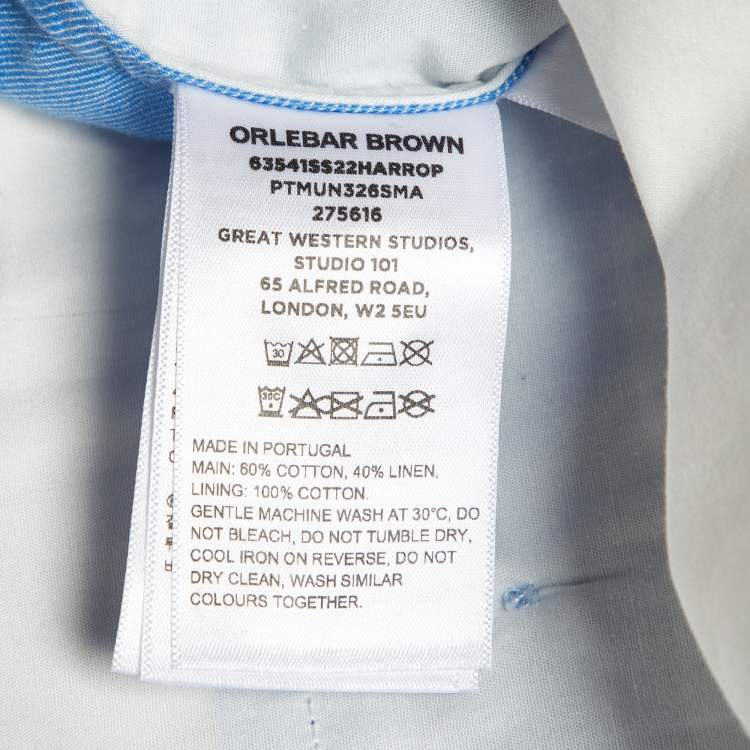 ORLEBAR BROWN
63541SS22HARROP
PTMUN326SMA
275616
GREAT WESTERN STUDIOS,
STUDIO 101
65 ALFRED ROAD,
LONDON, W2 5EU
30
30°C
MADE IN PORTUGAL
MAIN: 60% COTTON, 40% LINEN,
LINING: 100% COTTON.
GENTLE MACHINE WASH AT 30°C, DO
NOT BLEACH, DO NOT TUMBLE DRY,
COOL IRON ON REVERSE, DO NOT
DRY CLEAN, WASH SIMILAR
COLOURS TOGETHER.